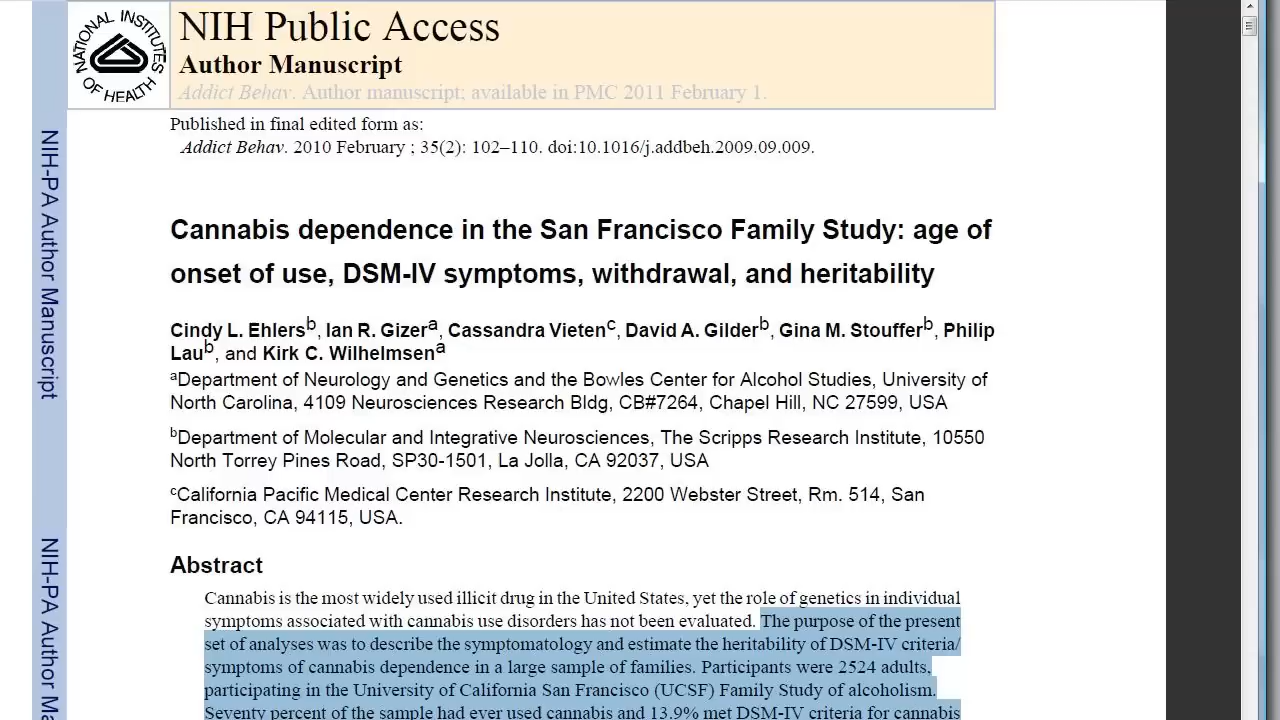 NIH Public Access
Author Manuscript
Addict Behav. Author manuscript; available in PMC 2011 February 1.
NATIONAL INSTITUTES
OF HEALTH
NIH-PA Author Manuscript
NIH-PA Author Ma
Published in final edited form as:
Addict Behav. 2010 February ; 35(2): 102–110. doi:10.1016/j.addbeh.2009.09.009.
Cannabis dependence in the San Francisco Family Study: age of
onset of use, DSM-IV symptoms, withdrawal, and heritability
Cindy L. Ehlersb, Ian R. Gizera, Cassandra Vietenc, David A. Gilderb, Gina M. Stoufferb, Philip
Laub, and Kirk C. Wilhelmsena
aDepartment of Neurology and Genetics and the Bowles Center for Alcohol Studies, University of
North Carolina, 4109 Neurosciences Research Bldg, CB#7264, Chapel Hill, NC 27599, USA
bDepartment of Molecular and Integrative Neurosciences, The Scripps Research Institute, 10550
North Torrey Pines Road, SP30-1501, La Jolla, CA 92037, USA
cCalifornia Pacific Medical Center Research Institute, 2200 Webster Street, Rm. 514, San
Francisco, CA 94115, USA.
Abstract
Cannabis is the most widely used illicit drug in the United States, yet the role of genetics in individual
symptoms associated with cannabis use disorders has not been evaluated. The purpose of the present
set of analyses was to describe the symptomatology and estimate the heritability of DSM-IV criteria/
symptoms of cannabis dependence in a large sample of families. Participants were 2524 adults,
participating in the University of California San Francisco (UCSF) Family Study of alcoholism.
Seventy percent of the sample had ever used cannabis and 13.9% met DSM-IV criteria for cannabis